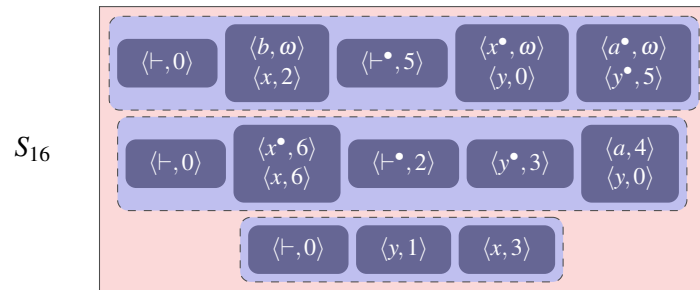 ⟨b, ω⟩ ⟨x•, ω⟩ ⟨a•, ω⟩
⟨⊢, 0⟩ ⟨⊢•, 5⟩
⟨x, 2⟩ ⟨y, 0⟩ ⟨y•, 5⟩
S₁₆
⟨x•, 6⟩ ⟨a, 4⟩
⟨⊢, 0⟩ ⟨⊢•, 2⟩ ⟨y•, 3⟩
⟨x, 6⟩ ⟨y, 0⟩
⟨⊢, 0⟩ ⟨y, 1⟩ ⟨x, 3⟩